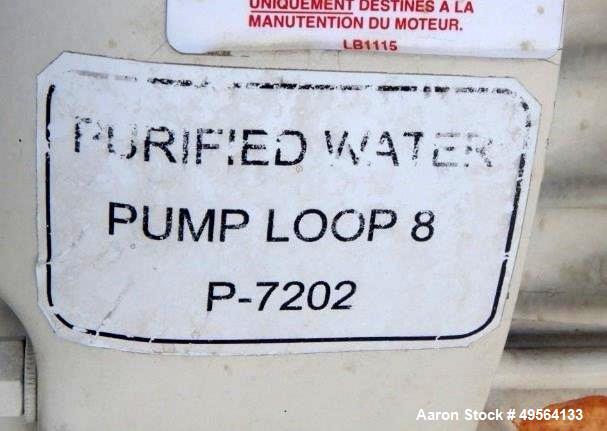 UNIQUEMENT DESTINÉS À LA
MANUTENTION DU MOTEUR.
LB1115
PURIFIED WATER
PUMP LOOP 8
P-7202
Aaron Stock # 49564133